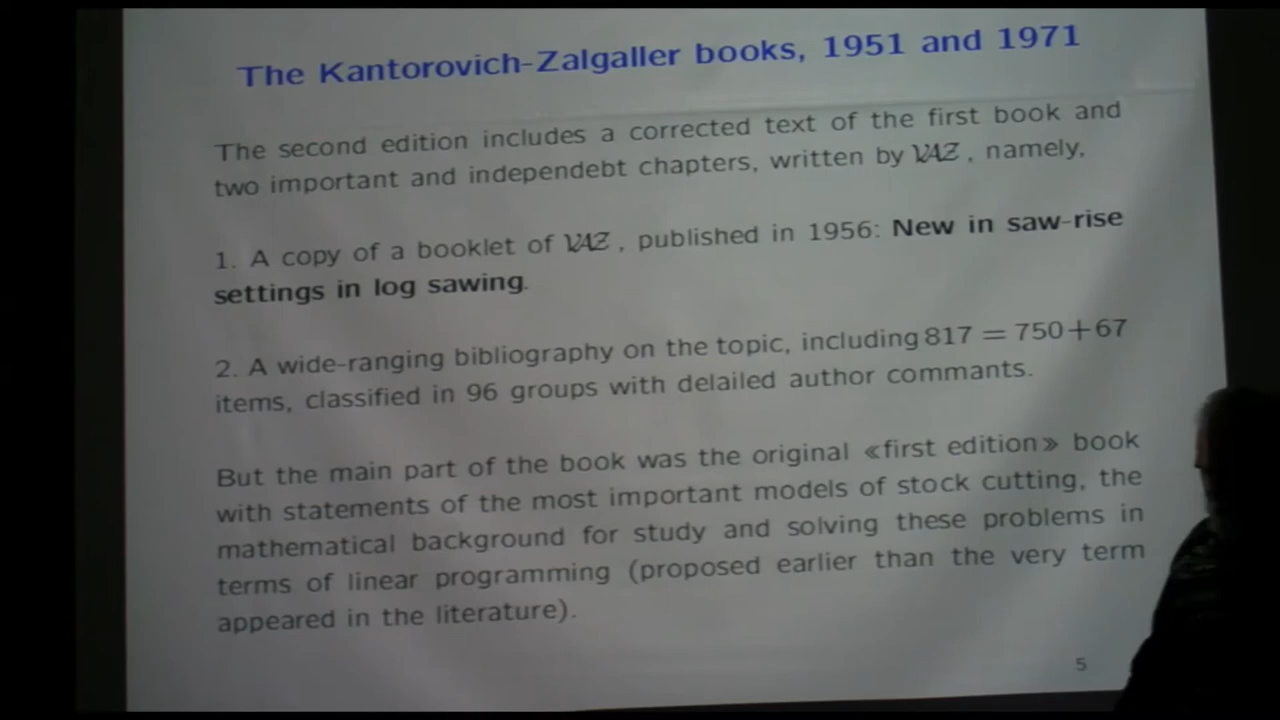 The Kantorovich-Zalgaller books, 1951 and 1971
The second edition includes a corrected text of the first book and
two important and independebt chapters, written by VAZ , namely,
1. A copy of a booklet of VAZ , published in 1956: New in saw-rise
settings in log sawing.
2. A wide-ranging bibliography on the topic, including 817 = 750+67
items, classified in 96 groups with delailed author commants.
But the main part of the book was the original «first edition» book
with statements of the most important models of stock cutting, the
mathematical background for study and solving these problems in
terms of linear programming (proposed earlier than the very term
appeared in the literature).
5